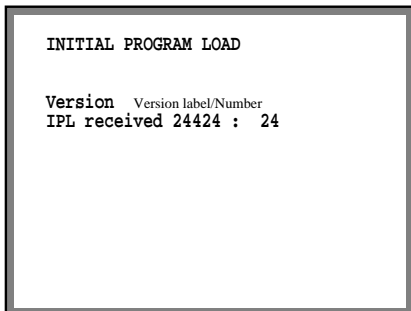 INITIAL PROGRAM LOAD
Version Version label/Number
IPL received 24424 : 24